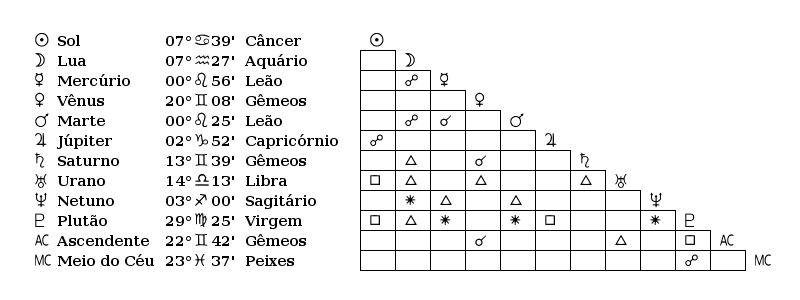 ☉ Sol 07° ♋ 39' Câncer ☉
☽ Lua 07° ♒ 27' Aquário ☽
☿ Mercúrio 00° ♌ 56' Leão ☍ ☿
♀ Vênus 20° ♊ 08' Gêmeos ♀
♂ Marte 00° ♌ 25' Leão ☍ ☌ ♂
♃ Júpiter 02° ♑ 52' Capricórnio ☍ ♃
♄ Saturno 13° ♊ 39' Gêmeos △ ☌ ♄
♅ Urano 14° ♎ 13' Libra □ △ △ △ ♅
♆ Netuno 03° ♐ 00' Sagitário ✶ △ △ ♆
♇ Plutão 29° ♍ 25' Virgem □ △ ✶ ✶ □ ✶ ♇
AC Ascendente 22° ♊ 42' Gêmeos ☌ △ □ AC
MC Meio do Céu 23° ♓ 37' Peixes ☍ MC